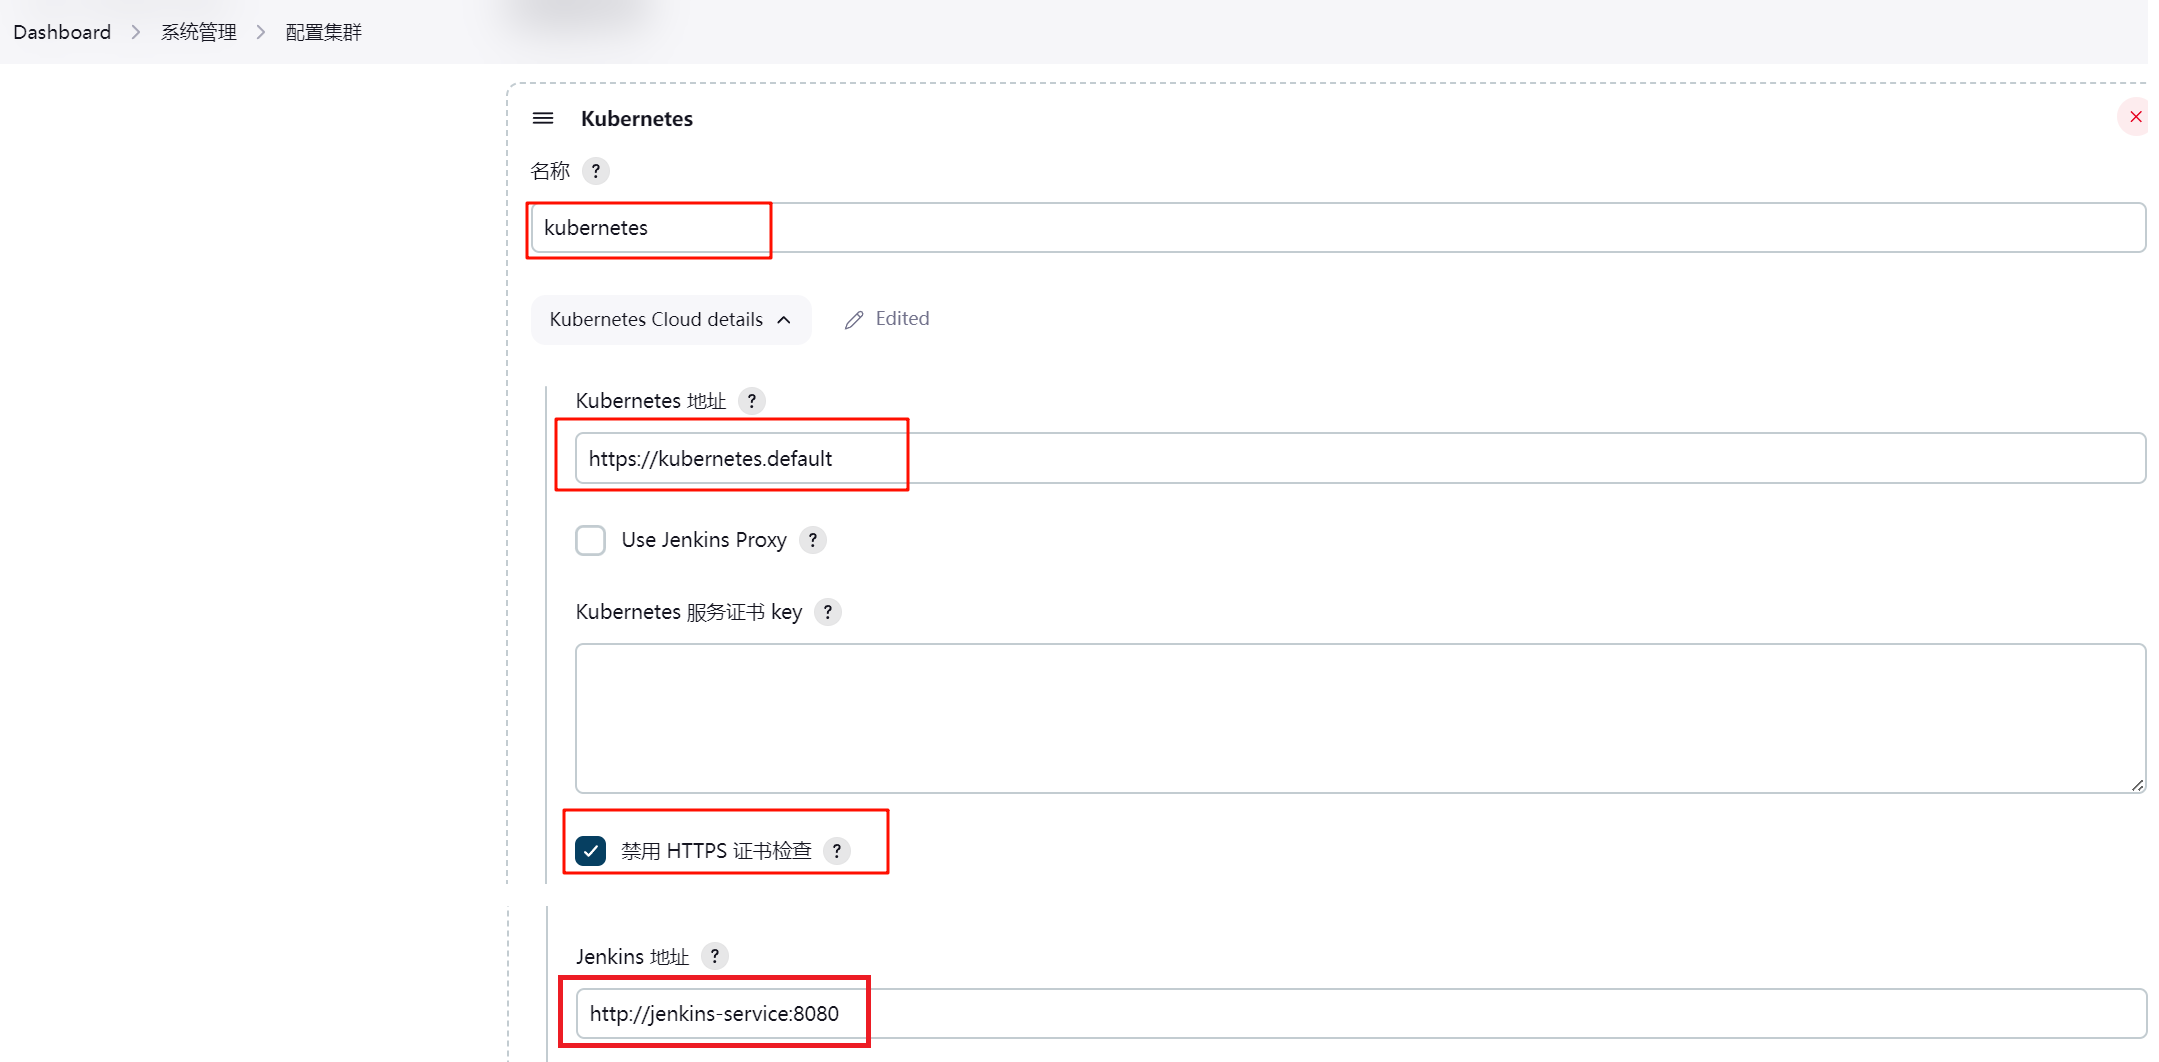 Dashboard > 系统管理 > 配置集群
Kubernetes
名称 ?
kubernetes
Kubernetes Cloud details Edited
Kubernetes 地址 ?
https://kubernetes.default
Use Jenkins Proxy ?
Kubernetes 服务证书 key ?
禁用 HTTPS 证书检查 ?
Jenkins 地址 ?
http://jenkins-service:8080